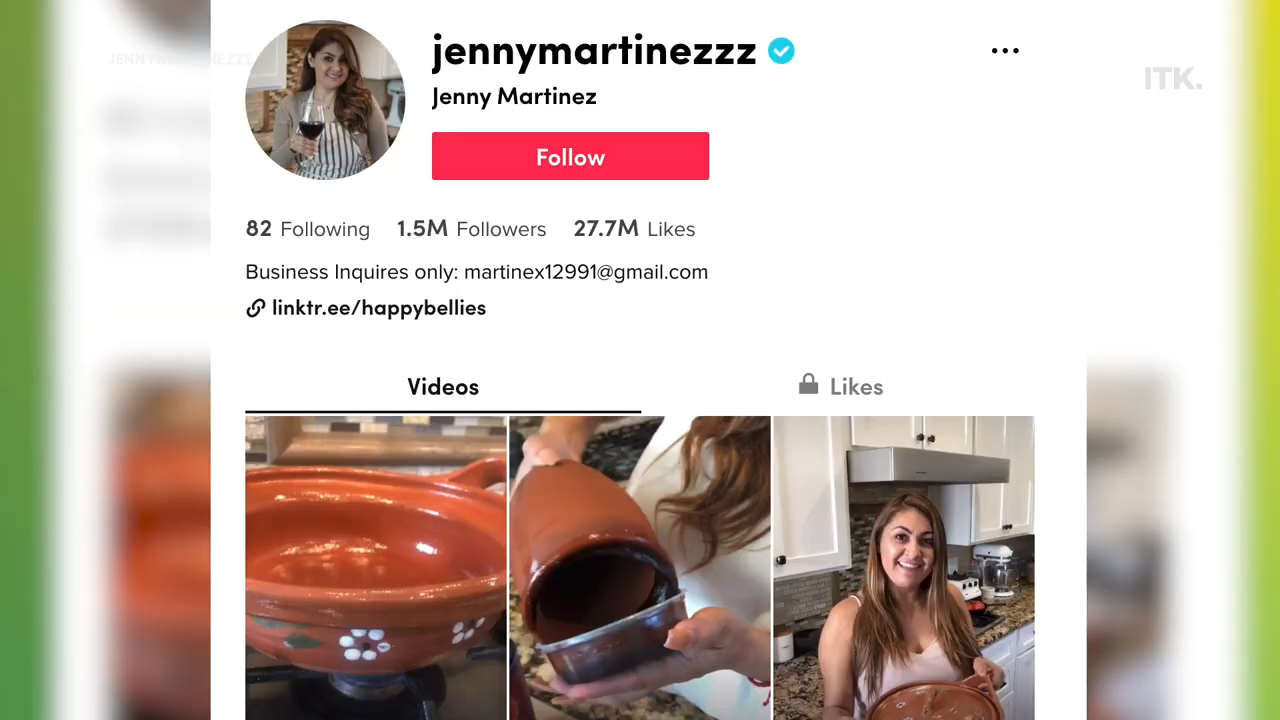 jennymartinezzz
Jenny Martinez
ITK.
Follow
82 Following 1.5M Followers 27.7M Likes
Business Inquires only: martinex12991@gmail.com
linktr.ee/happybellies
Videos Likes